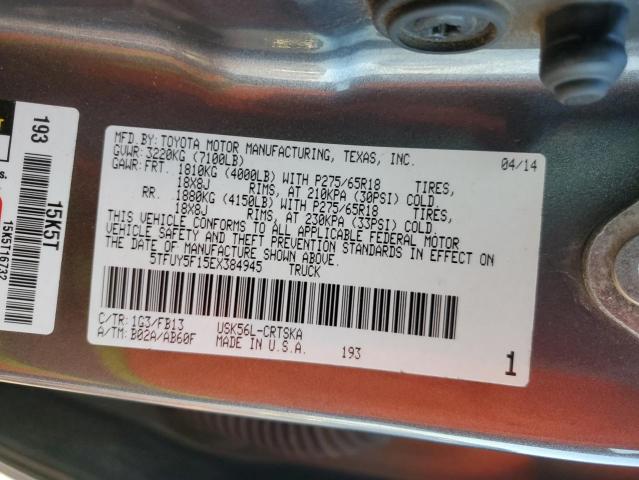 MFD.BY:TOYOTA MOTOR MANUFACTURING, TEXAS, INC. 04/14
GVWR: 3220KG (7100LB)
GAWR:FRT. 1810KG (4000LB) WITH P275/65R18 TIRES,
18X8J RIMS, AT 210KPA (30PSI) COLD.
RR. 1880KG (4150LB) WITH P275/65R18 TIRES,
18X8J RIMS, AT 230KPA (33PSI) COLD.
THIS VEHICLE CONFORMS TO ALL APPLICABLE FEDERAL MOTOR
VEHICLE SAFETY AND THEFT PREVENTION STANDARDS IN EFFECT ON
THE DATE OF MANUFACTURE SHOWN ABOVE.
5TFUY5F15EX384945 TRUCK
C/TR:1G3/FB13 USK56L-CRTSKA
A/TM:B02A/AB60F MADE IN U.S.A. 193 1
193
15K5T
15K5T16732